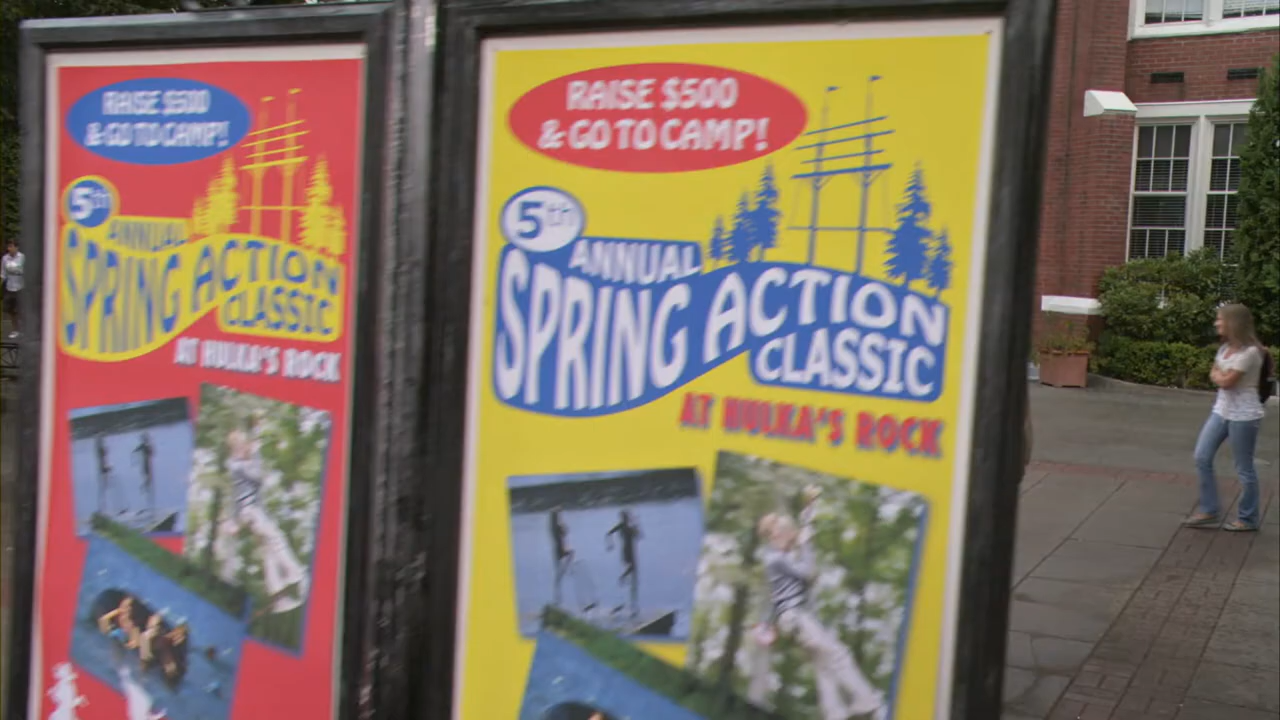 RAISE $500
& GO TO CAMP!
5th
ANNUAL
SPRING ACTION
CLASSIC
AT HULKA'S ROCK
RAISE $500
& GO TO CAMP!
5th
ANNUAL
SPRING ACTION
CLASSIC
AT HULKA'S ROCK